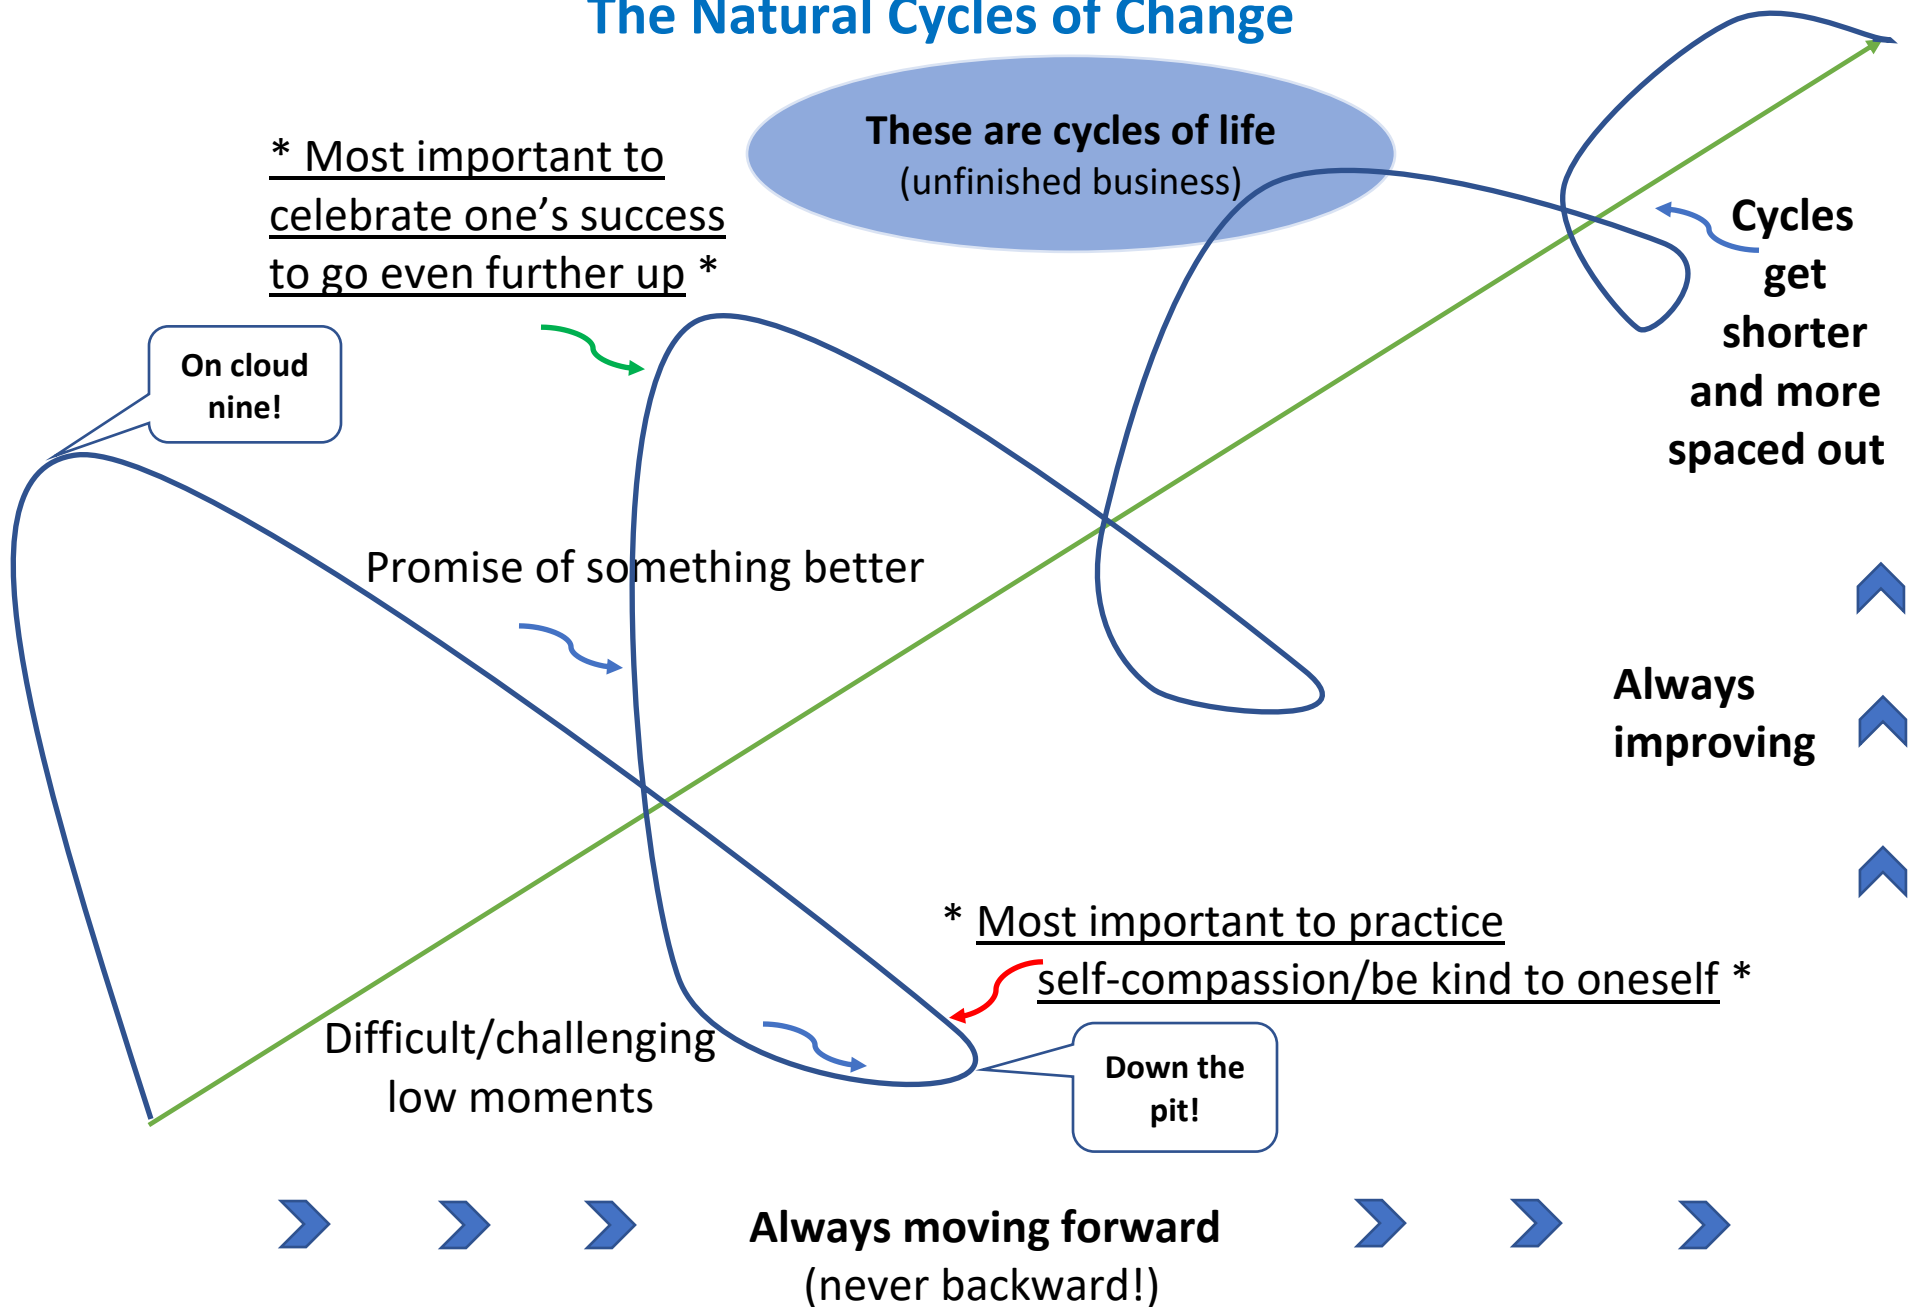 The Natural Cycles of Change
These are cycles of life
(unfinished business)
* Most important to
celebrate one’s success
to go even further up *
Cycles
get
shorter
and more
spaced out
On cloud
nine!
Promise of something better
Always
improving
* Most important to practice
self-compassion/be kind to oneself *
Difficult/challenging
low moments
Down the
pit!
Always moving forward
(never backward!)